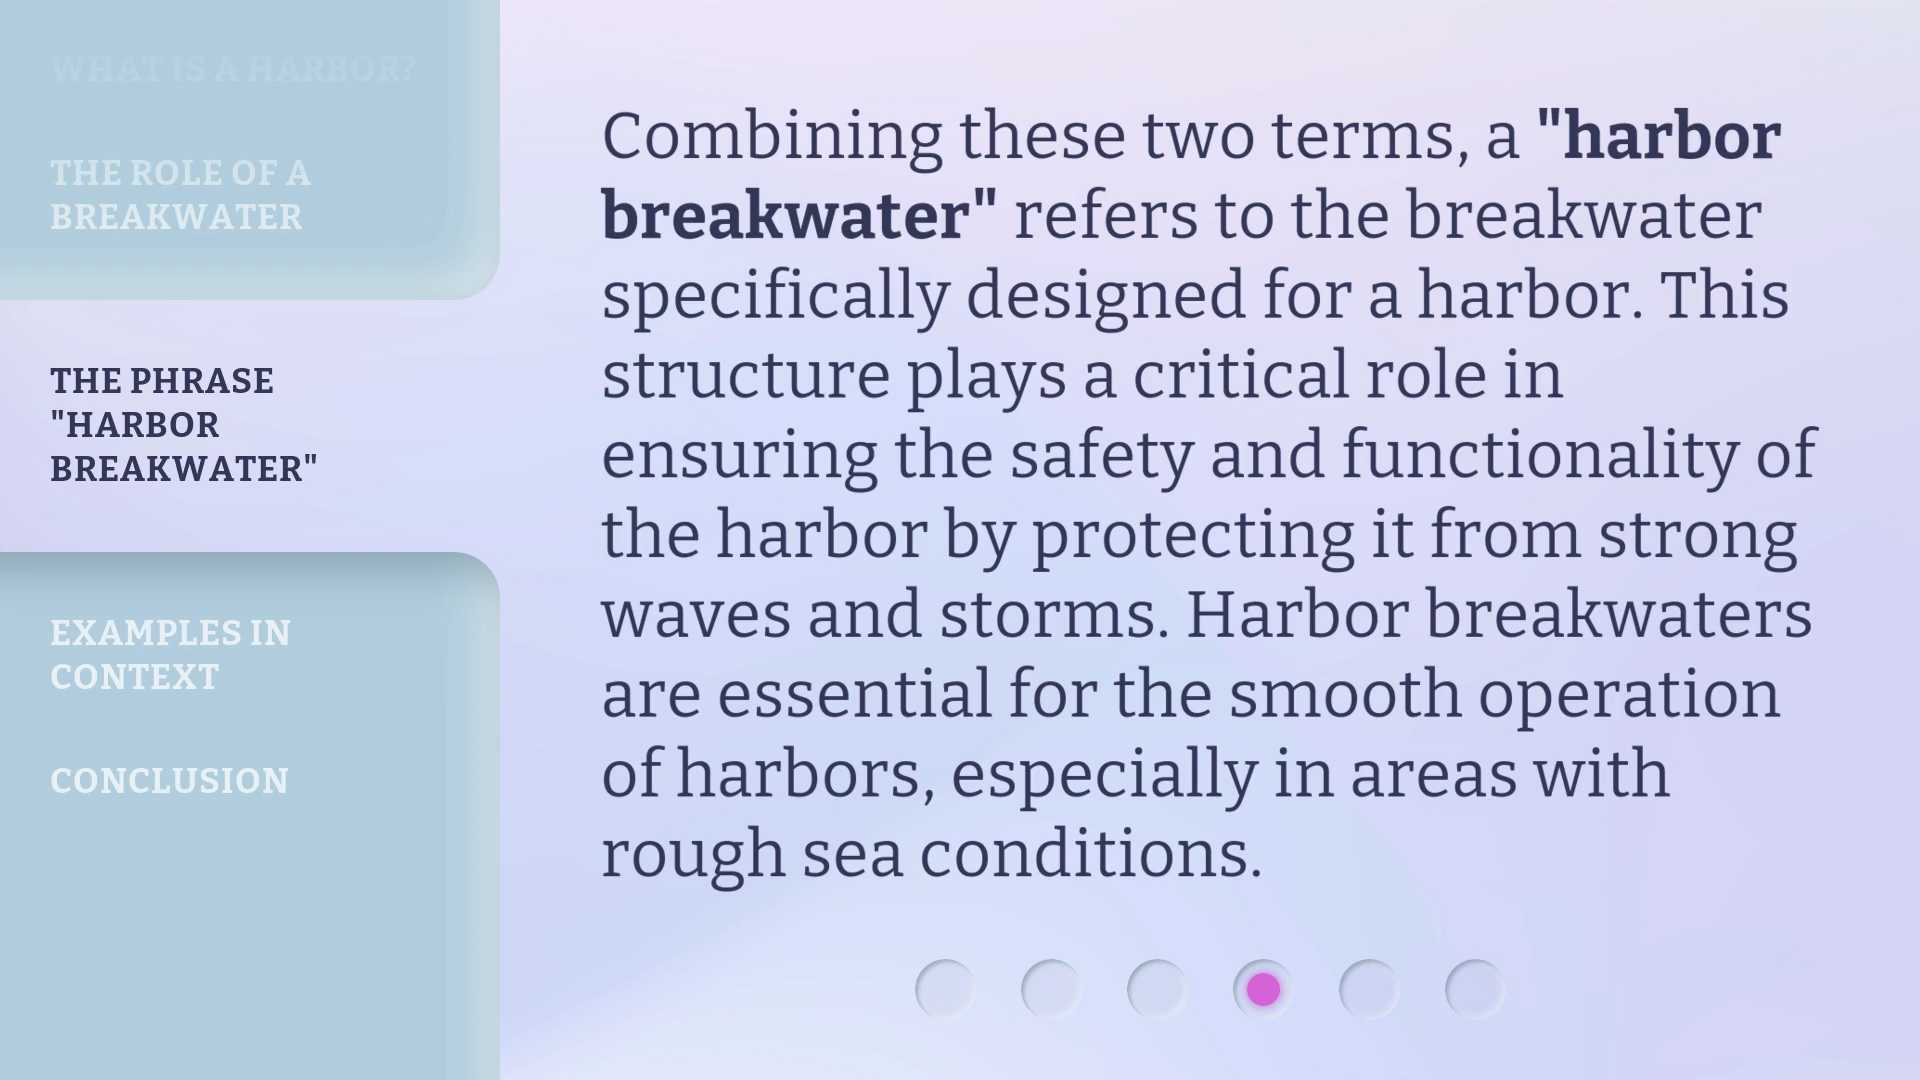 WHAT IS A HARBOR?
THE ROLE OF A
BREAKWATER
THE PHRASE
"HARBOR
BREAKWATER"
EXAMPLES IN
CONTEXT
CONCLUSION
Combining these two terms, a "harbor
breakwater" refers to the breakwater
specifically designed for a harbor. This
structure plays a critical role in
ensuring the safety and functionality of
the harbor by protecting it from strong
waves and storms. Harbor breakwaters
are essential for the smooth operation
of harbors, especially in areas with
rough sea conditions.